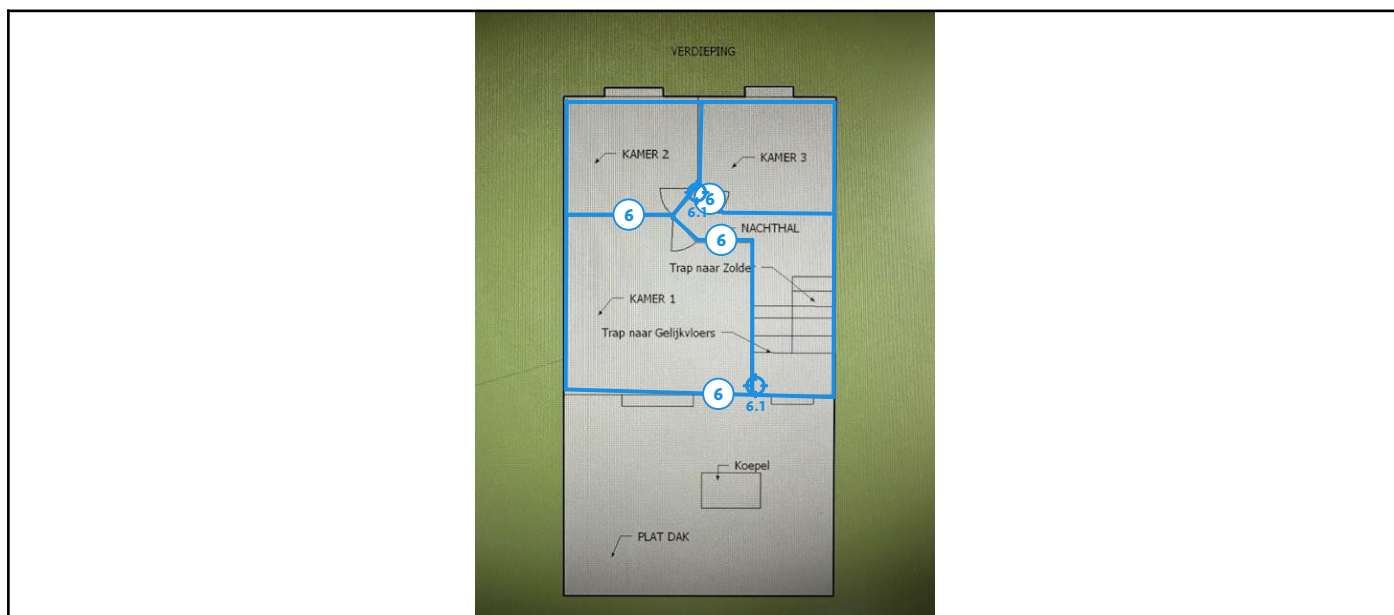 VERDIEPING
KAMER 2
KAMER 3
6
6.1
6
NACHTHAL
6
Trap naar Zolder
KAMER 1
Trap naar Gelijkvloers
6
6.1
Koepel
PLAT DAK